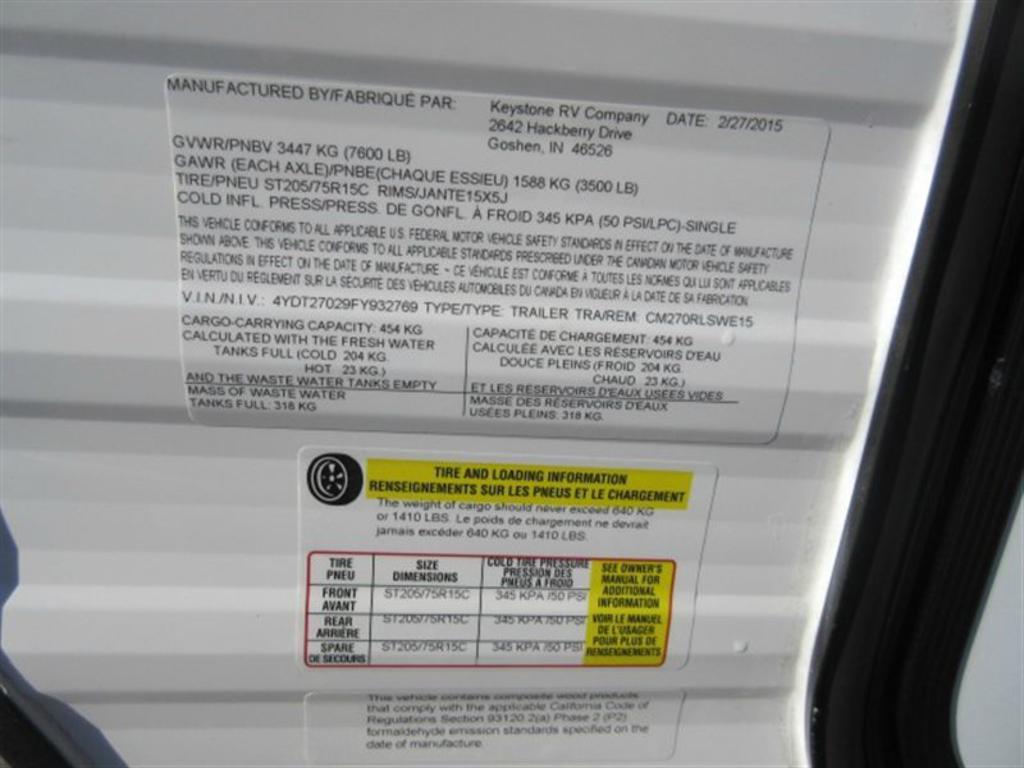 MANUFACTURED BY/FABRIQUÉ PAR: Keystone RV Company DATE: 2/27/2015
2642 Hackberry Drive
Goshen, IN 46526
GVWR/PNBV 3447 KG (7600 LB)
GAWR (EACH AXLE)/PNBE(CHAQUE ESSIEU) 1588 KG (3500 LB)
TIRE/PNEU ST205/75R15C RIMS/JANTE15X5J
COLD INFL. PRESS/PRESS. DE GONFL. À FROID 345 KPA (50 PSI/LPC)-SINGLE
THIS VEHICLE CONFORMS TO ALL APPLICABLE U.S. FEDERAL MOTOR VEHICLE SAFETY STANDARDS IN EFFECT ON THE DATE OF MANUFACTURE
SHOWN ABOVE. THIS VEHICLE CONFORMS TO ALL APPLICABLE STANDARDS PRESCRIBED UNDER THE CANADIAN MOTOR VEHICLE SAFETY
REGULATIONS IN EFFECT ON THE DATE OF MANUFACTURE. - CE VÉHICULE EST CONFORME À TOUTES LES NORMES QUI LUI SONT APPLICABLES
EN VERTU DU RÈGLEMENT SUR LA SÉCURITÉ DES VÉHICULES AUTOMOBILES DU CANADA EN VIGUEUR À LA DATE DE SA FABRICATION.
V.I.N./N.I.V.: 4YDT27029FY932769 TYPE/TYPE: TRAILER TRA/REM: CM270RLSWE15
CARGO-CARRYING CAPACITY: 454 KG
CALCULATED WITH THE FRESH WATER
TANKS FULL (COLD 204 KG.
HOT 23 KG.)
AND THE WASTE WATER TANKS EMPTY
MASS OF WASTE WATER
TANKS FULL: 318 KG
CAPACITÉ DE CHARGEMENT: 454 KG
CALCULÉE AVEC LES RÉSERVOIRS D'EAU
DOUCE PLEINS (FROID 204 KG.
CHAUD 23 KG.)
ET LES RÉSERVOIRS D'EAUX USÉES VIDES
MASSE DES RÉSERVOIRS D'EAUX
USÉES PLEINS: 318 KG.
TIRE AND LOADING INFORMATION
RENSEIGNEMENTS SUR LES PNEUS ET LE CHARGEMENT
The weight of cargo should never exceed 640 KG
or 1410 LBS. Le poids de chargement ne devrait
jamais excéder 640 KG ou 1410 LBS.
TIRE
PNEU
SIZE
DIMENSIONS
COLD TIRE PRESSURE
PRESSION DES
PNEUS A FROID
FRONT
AVANT
ST205/75R15C
345 KPA /50 PSI
REAR
ARRIÈRE
ST205/75R15C
345 KPA /50 PSI
SPARE
DE SECOURS
ST205/75R15C
345 KPA /50 PSI
SEE OWNER'S
MANUAL FOR
ADDITIONAL
INFORMATION
VOIR LE MANUEL
DE L'USAGER
POUR PLUS DE
RENSEIGNEMENTS
This vehicle contains composite wood products
that comply with the applicable California Code of
Regulations Section 93120.2(a) Phase 2 (P2)
formaldehyde emission standards specified on the
date of manufacture.